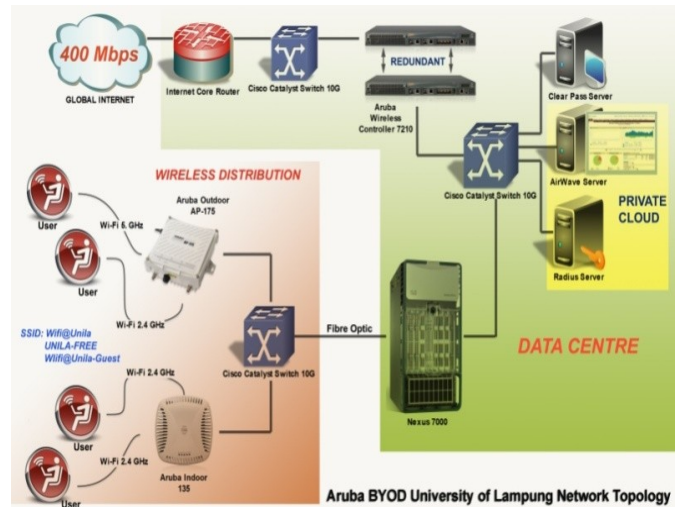 400 Mbps
GLOBAL INTERNET
Internet Core Router
Cisco Catalyst Switch 10G
REDUNDANT
Aruba
Wireless
Controller 7210
Clear Pass Server
Cisco Catalyst Switch 10G
AirWave Server
PRIVATE
CLOUD
Radius Server
WIRELESS DISTRIBUTION
Aruba Outdoor
AP-175
User
Wi-Fi 5. GHz
User
Wi-Fi 2.4 GHz
SSID: Wifi@Unila
UNILA-FREE
WIifi@Unila-Guest
Cisco Catalyst Switch 10G
Fibre Optic
Nexus 7000
DATA CENTRE
Wi-Fi 2.4 GHz
User
Wi-Fi 2.4 GHz
User
Aruba Indoor
135
Aruba BYOD University of Lampung Network Topology